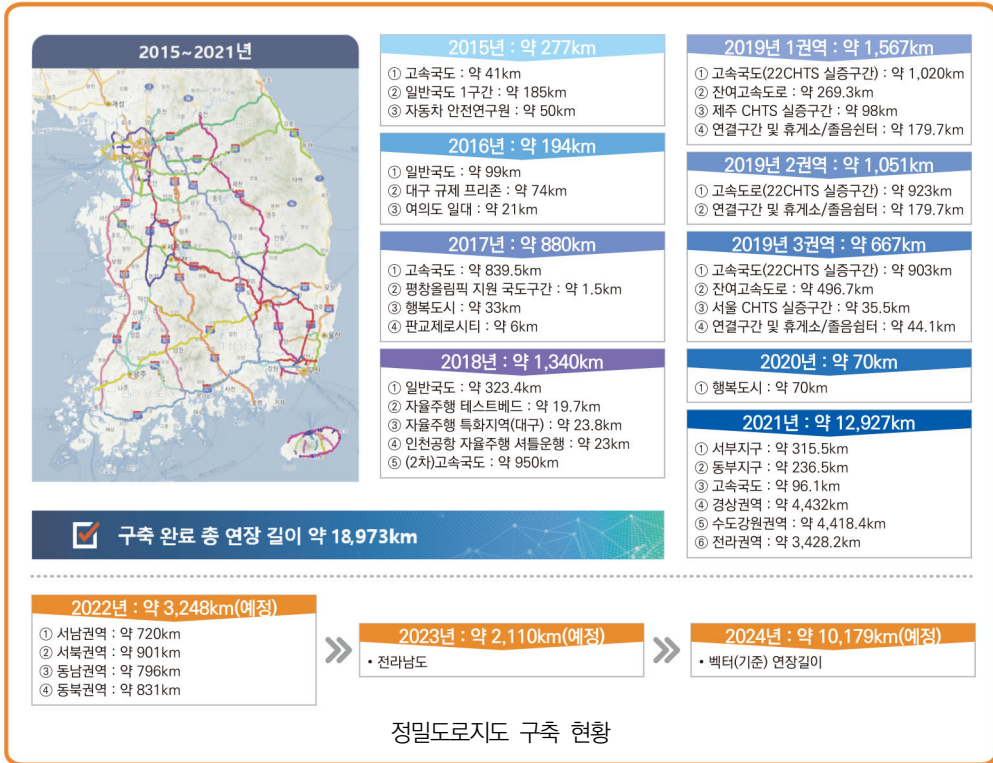 2015~2021년
2015년 : 약 277km
① 고속국도 : 약 41km
② 일반국도 1구간 : 약 185km
③ 자동차 안전연구원 : 약 50km
2016년 : 약 194km
① 일반국도 : 약 99km
② 대구 규제 프리존 : 약 74km
③ 여의도 일대 : 약 21km
2017년 : 약 880km
① 고속국도 : 약 839.5km
② 평창올림픽 지원 국도구간 : 약 1.5km
③ 행복도시 : 약 33km
④ 판교제로시티 : 약 6km
2018년 : 약 1,340km
① 일반국도 : 약 323.4km
② 자율주행 테스트베드 : 약 19.7km
③ 자율주행 특화지역(대구) : 약 23.8km
④ 인천공항 자율주행 셔틀운행 : 약 23km
⑤ (2차)고속국도 : 약 950km
2019년 1권역 : 약 1,567km
① 고속국도(22CHTS 실증구간) : 약 1,020km
② 잔여고속도로 : 약 269.3km
③ 제주 CHTS 실증구간 : 약 98km
④ 연결구간 및 휴게소/졸음쉼터 : 약 179.7km
2019년 2권역 : 약 1,051km
① 고속도로(22CHTS 실증구간) : 약 923km
② 연결구간 및 휴게소/졸음쉼터 : 약 179.7km
2019년 3권역 : 약 667km
① 고속국도(22CHTS 실증구간) : 약 903km
② 잔여고속도로 : 약 496.7km
③ 서울 CHTS 실증구간 : 약 35.5km
④ 연결구간 및 휴게소/졸음쉼터 : 약 44.1km
2020년 : 약 70km
① 행복도시 : 약 70km
2021년 : 약 12,927km
① 서부지구 : 약 315.5km
② 동부지구 : 약 236.5km
③ 고속국도 : 약 96.1km
④ 경상권역 : 약 4,432km
⑤ 수도강원권역 : 약 4,418.4km
⑥ 전라권역 : 약 3,428.2km
구축 완료 총 연장 길이 약 18,973km
2022년 : 약 3,248km(예정)
① 서남권역 : 약 720km
② 서북권역 : 약 901km
③ 동남권역 : 약 796km
④ 동북권역 : 약 831km
2023년 : 약 2,110km(예정)
• 전라남도
2024년 : 약 10,179km(예정)
• 벡터(기준) 연장길이
정밀도로지도 구축 현황